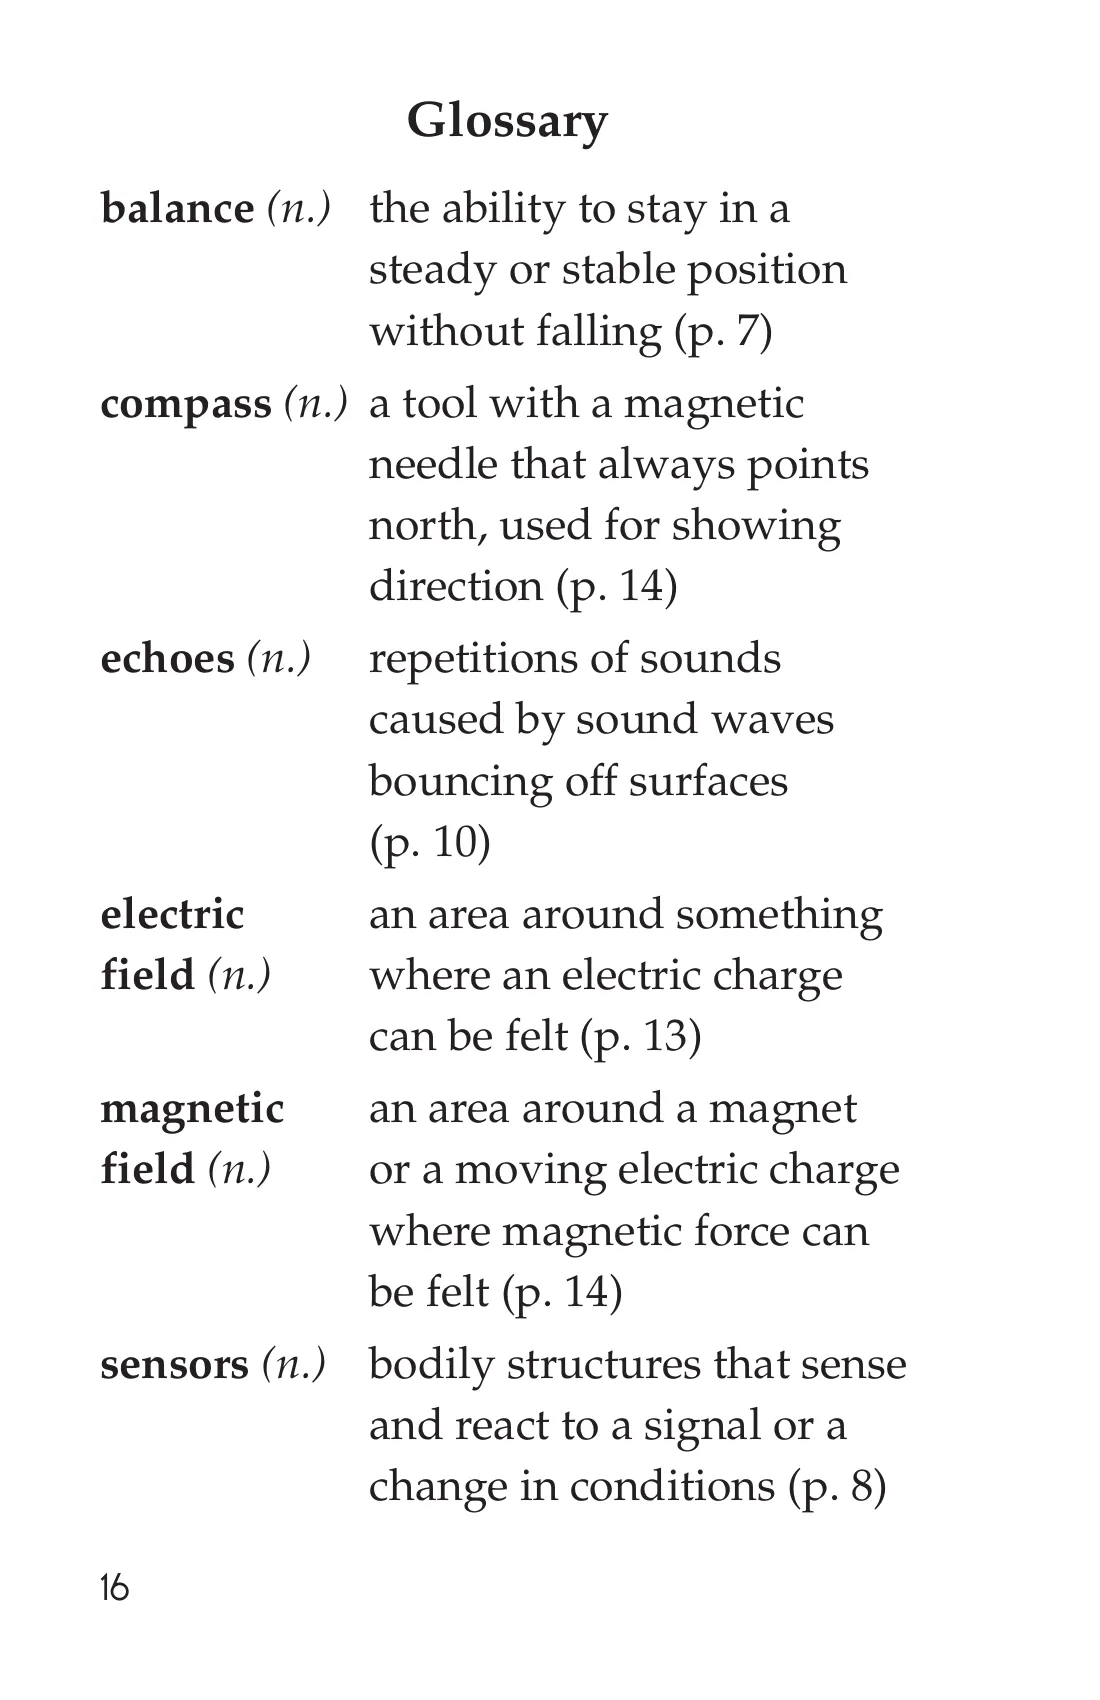 Glossary
balance (n.) the ability to stay in a
steady or stable position
without falling (p. 7)
compass (n.) a tool with a magnetic
needle that always points
north, used for showing
direction (p. 14)
echoes (n.) repetitions of sounds
caused by sound waves
bouncing off surfaces
(p. 10)
electric an area around something
field (n.) where an electric charge
can be felt (p. 13)
magnetic an area around a magnet
field (n.) or a moving electric charge
where magnetic force can
be felt (p. 14)
sensors (n.) bodily structures that sense
and react to a signal or a
change in conditions (p. 8)
16